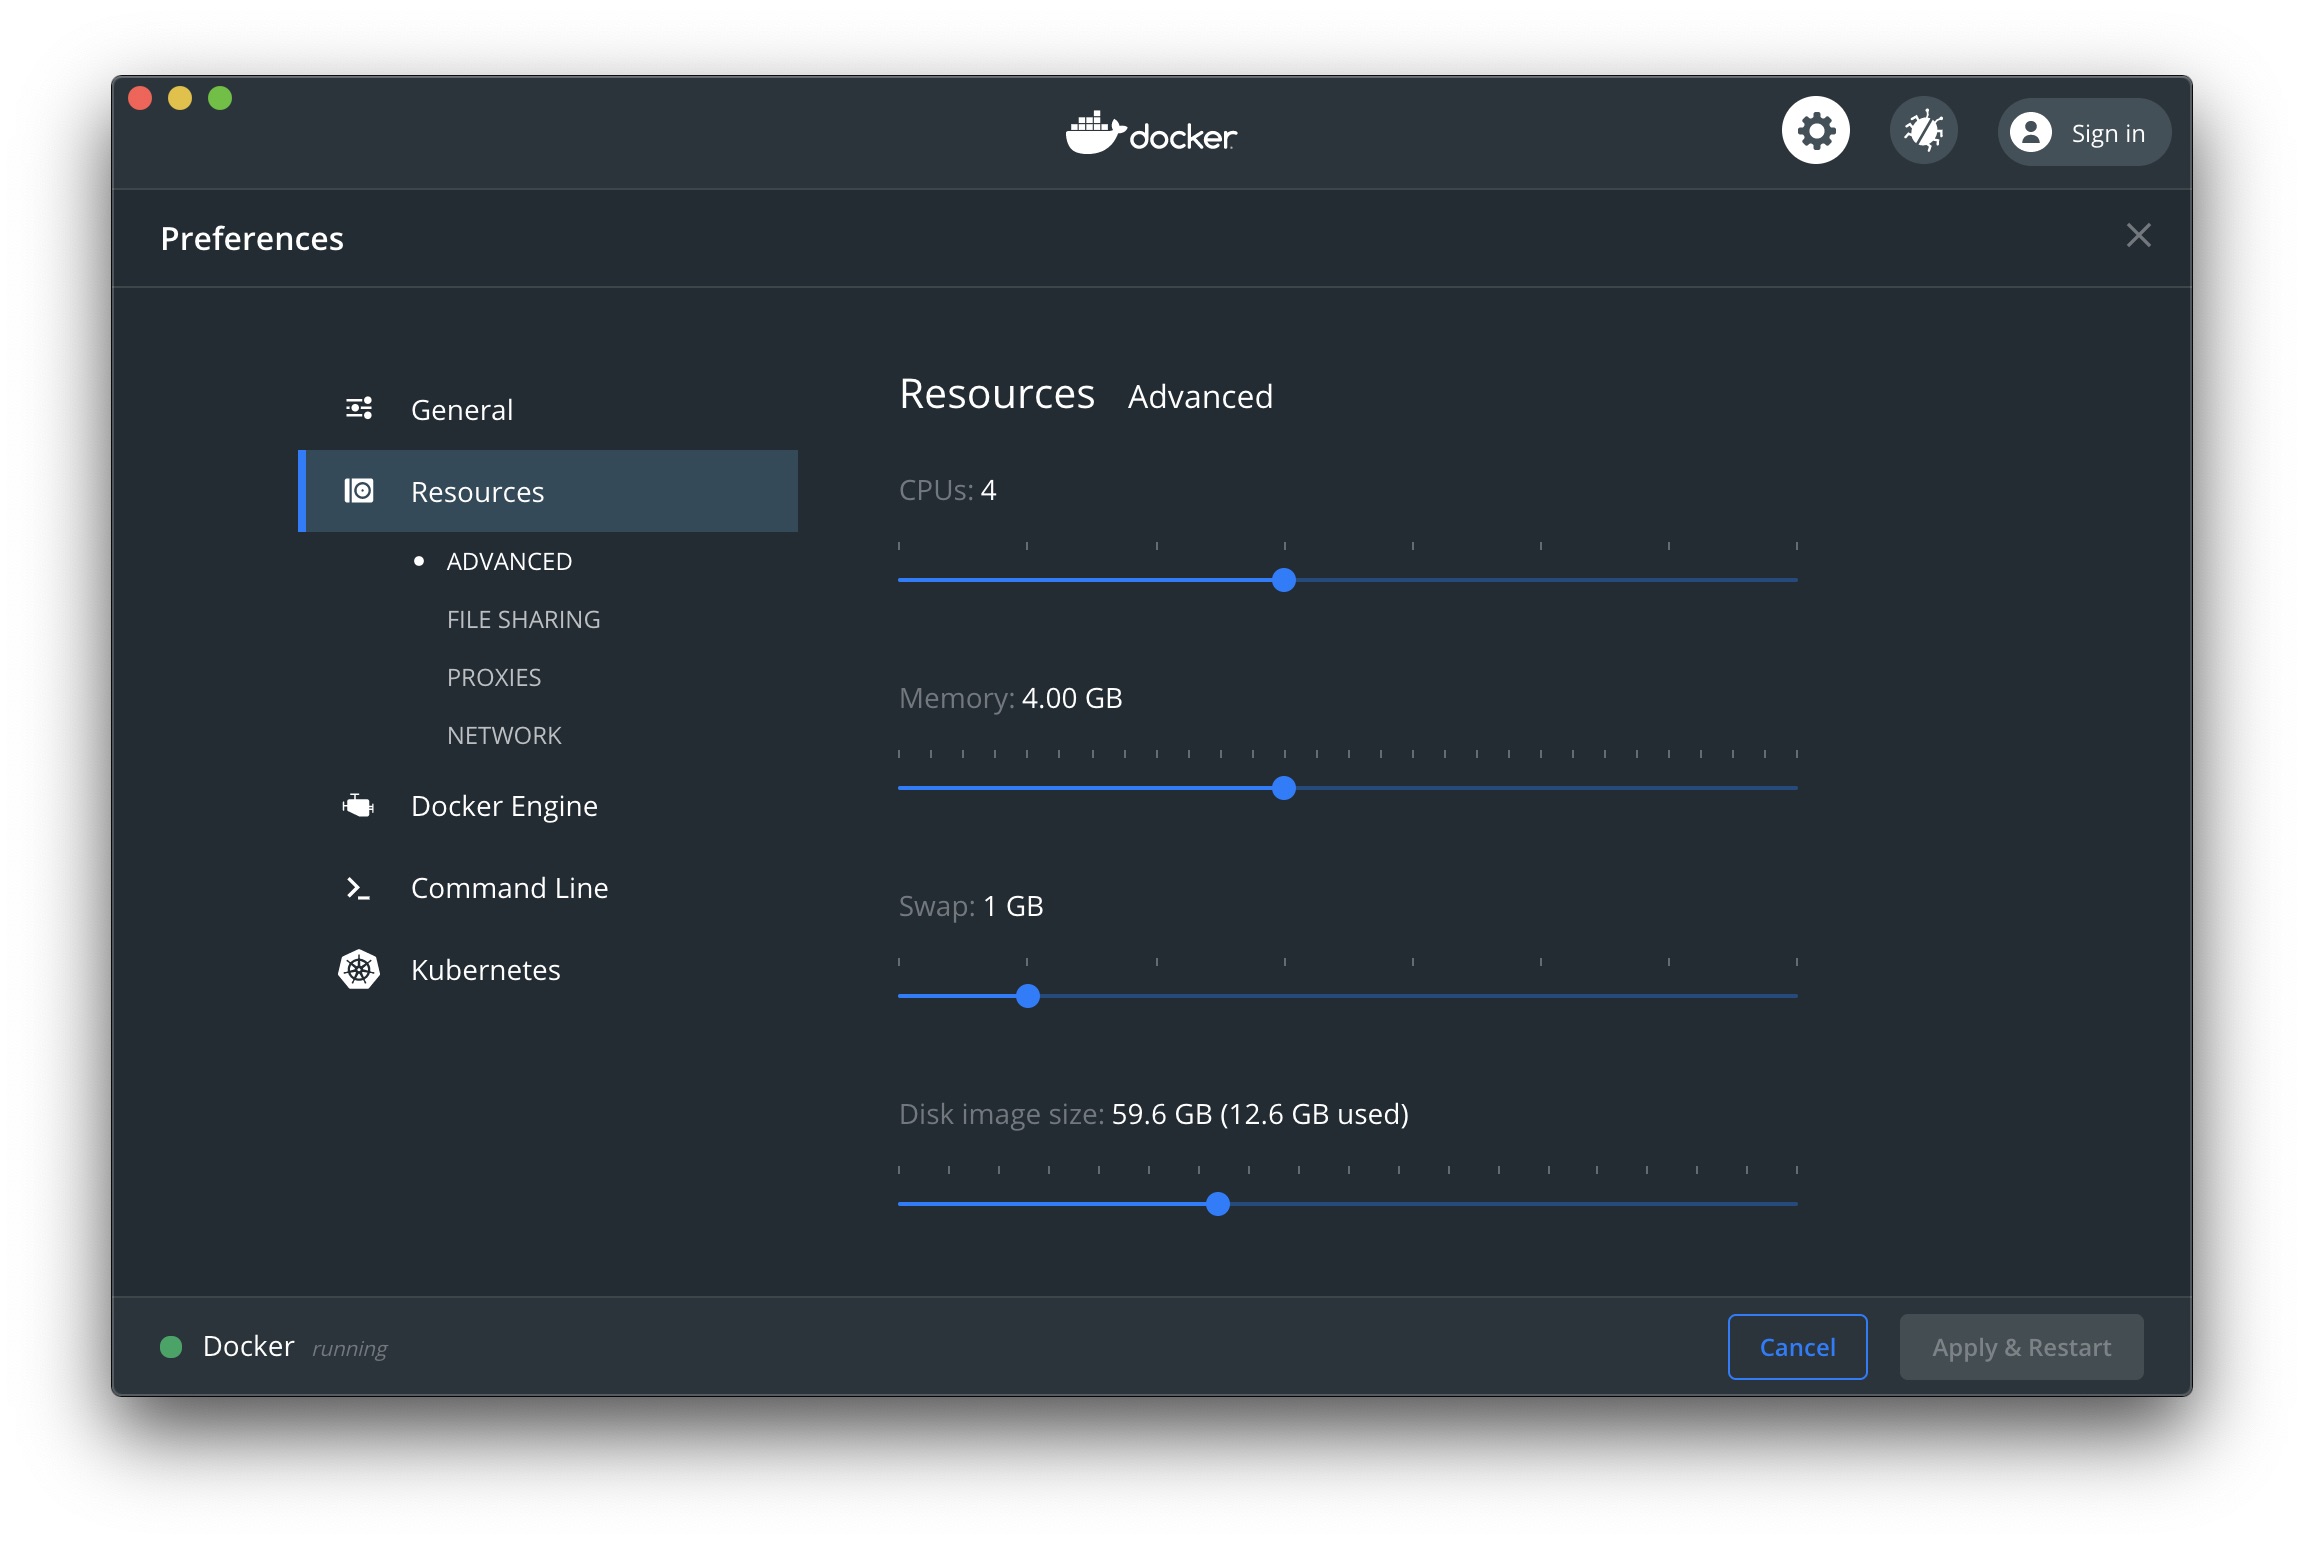 docker
Sign in
Preferences
General
Resources
ADVANCED
FILE SHARING
PROXIES
NETWORK
Docker Engine
Command Line
Kubernetes
Resources Advanced
CPUs: 4
Memory: 4.00 GB
Swap: 1 GB
Disk image size: 59.6 GB (12.6 GB used)
Docker running
Cancel
Apply & Restart